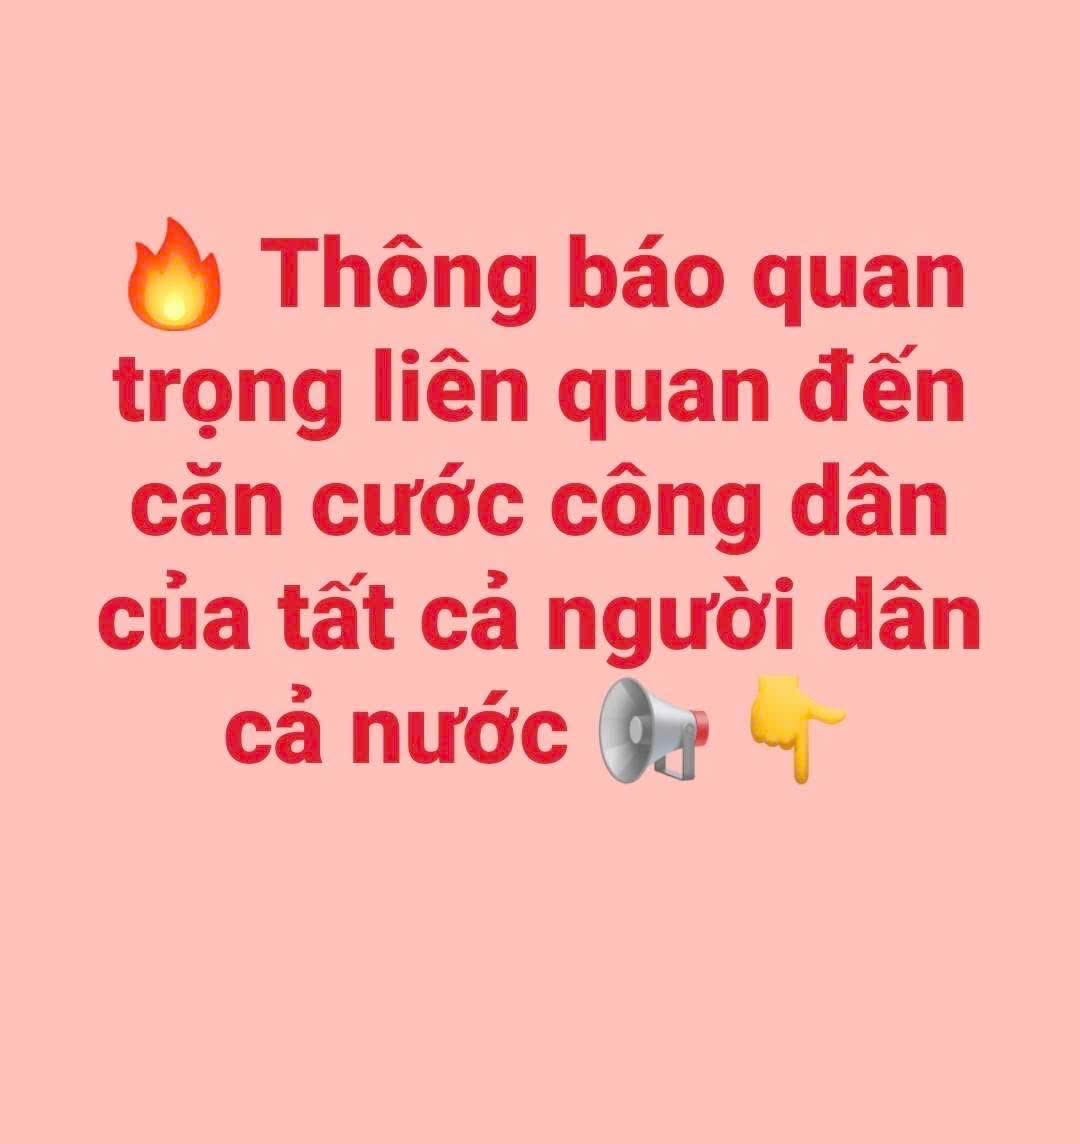 🔥 Thông báo quan
trọng liên quan đến
căn cước công dân
của tất cả người dân
cả nước 📢 👇